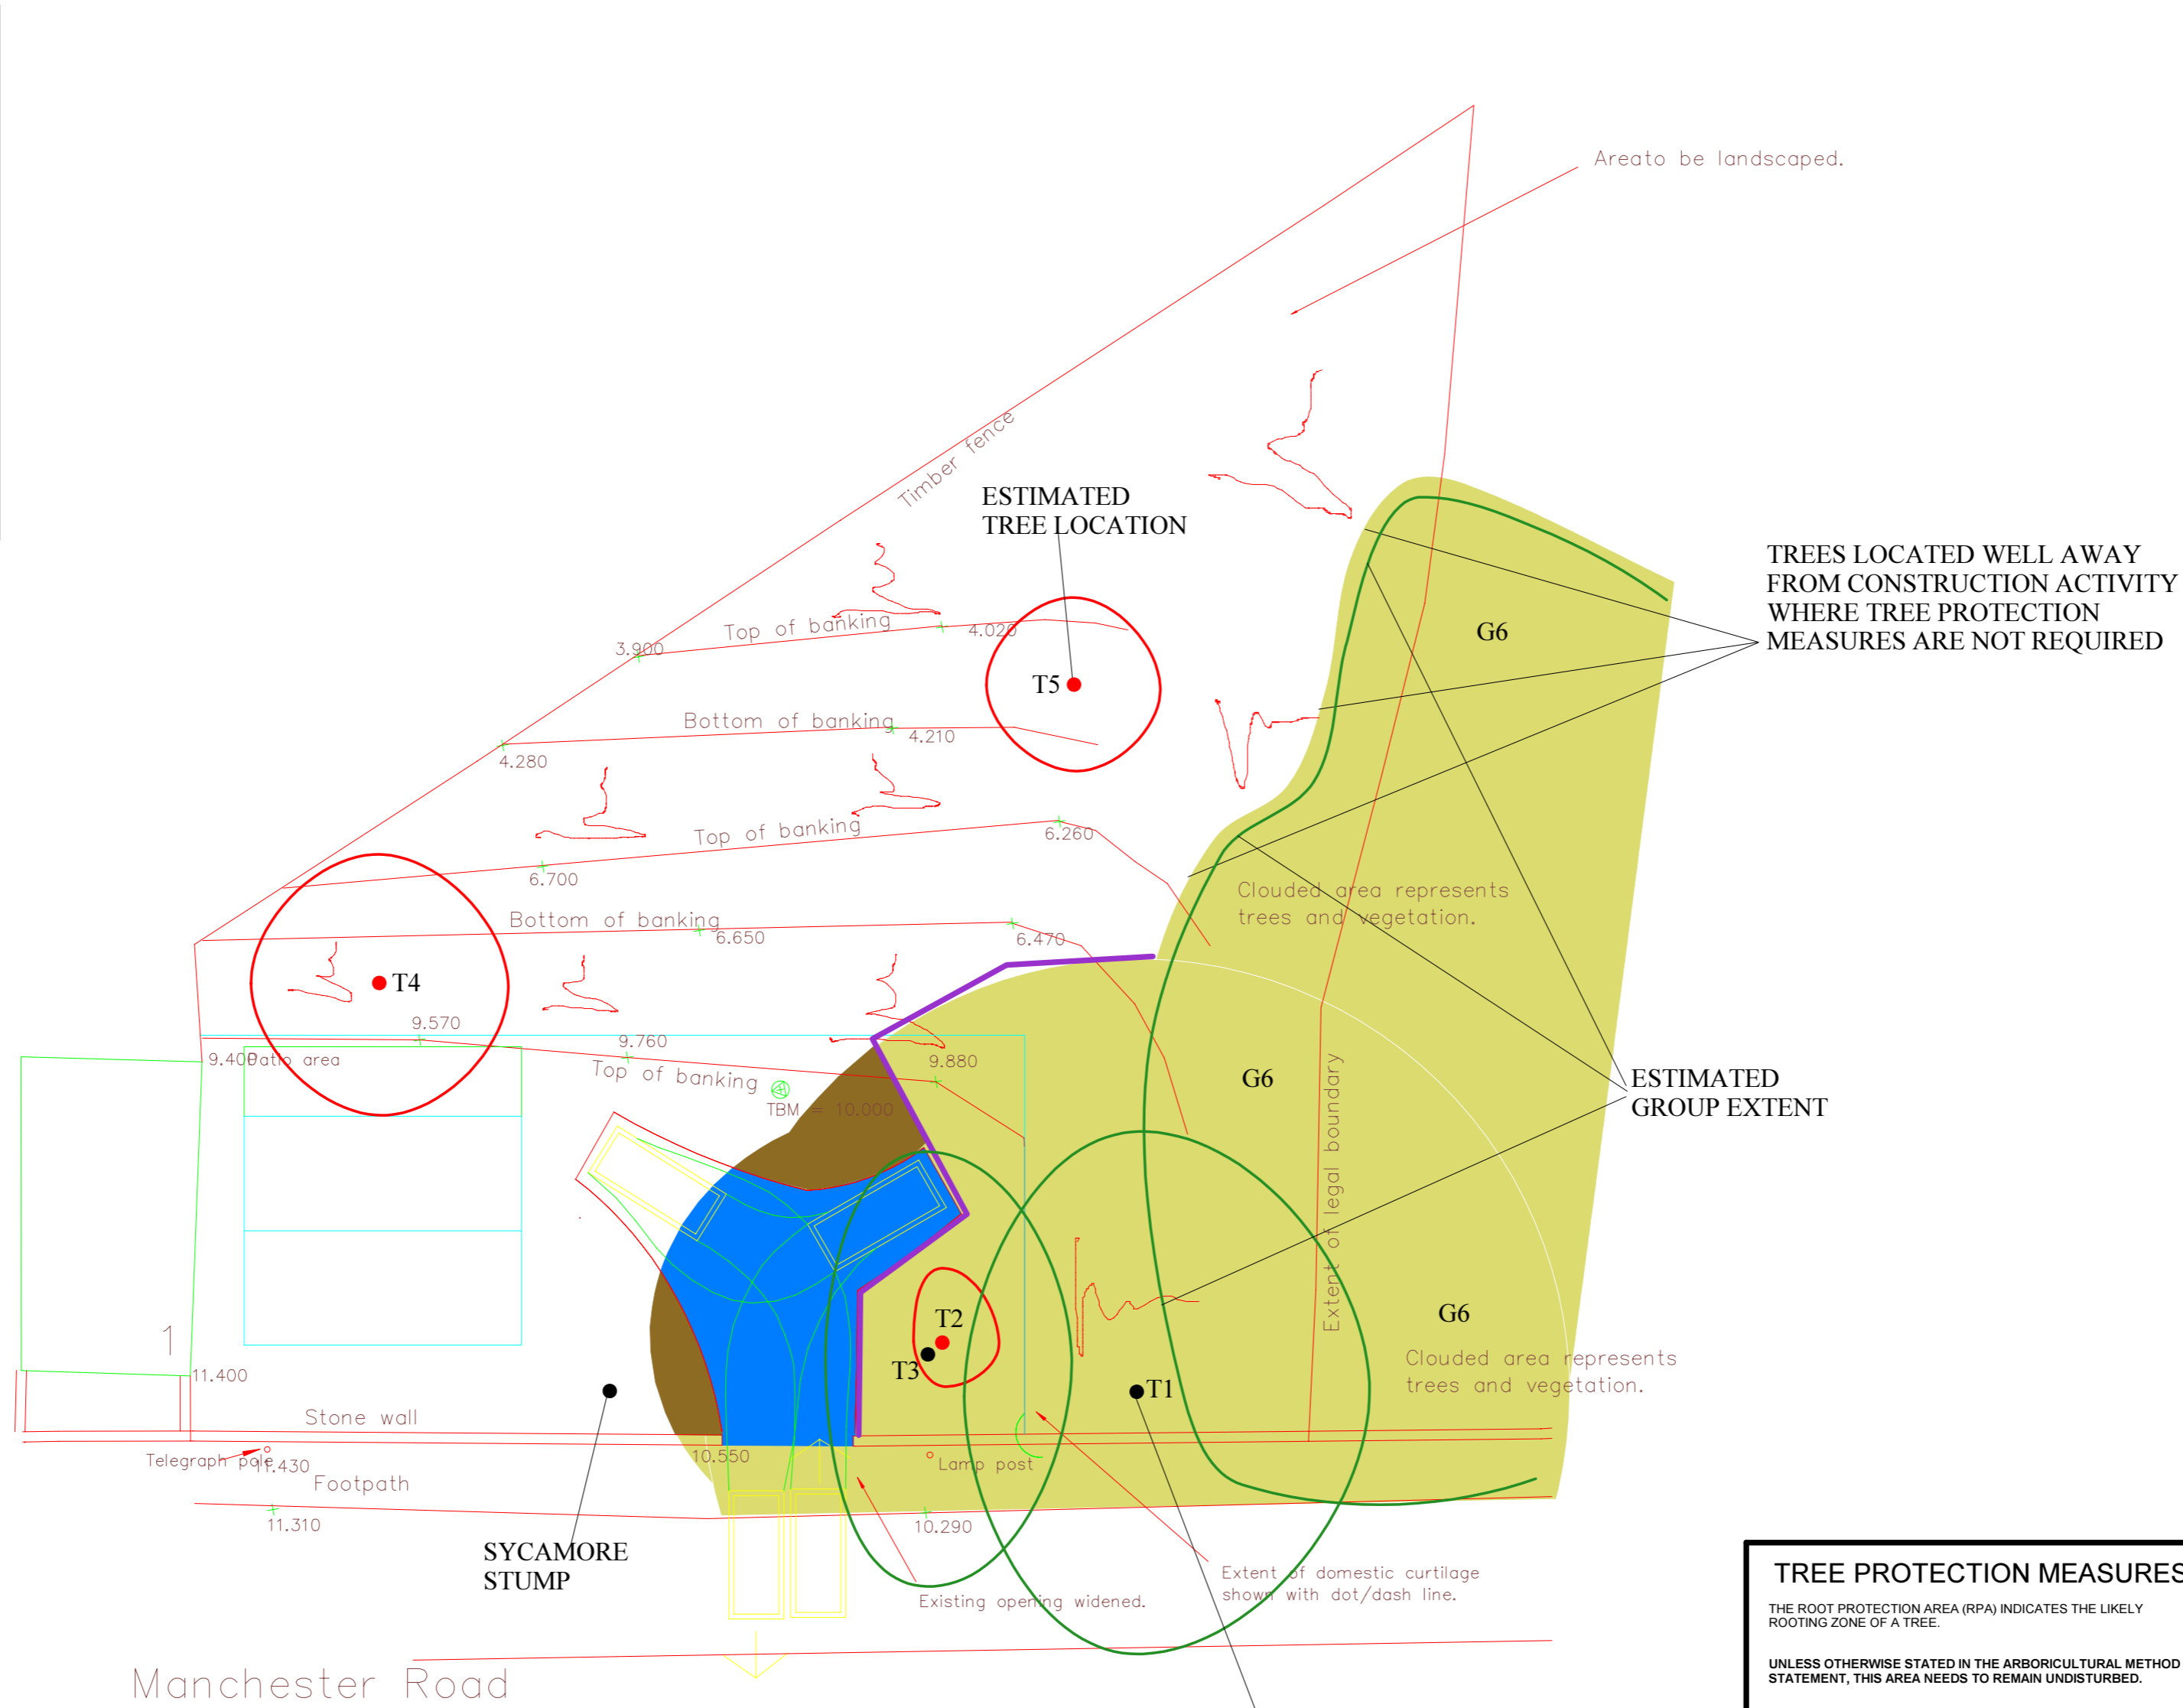 Areato be landscaped.
Timber fence
ESTIMATED
TREE LOCATION
TREES LOCATED WELL AWAY
FROM CONSTRUCTION ACTIVITY
WHERE TREE PROTECTION
MEASURES ARE NOT REQUIRED
G6
Top of banking
4.020
3.900
T5
Bottom of banking
4.210
4.280
Top of banking
6.260
6.700
Clouded area represents
trees and vegetation.
Bottom of banking
6.650
6.470
T4
9.570
9.760
9.880
9.400
Patio area
Top of banking
TBM = 10.000
G6
ESTIMATED
GROUP EXTENT
Extent of legal boundary
G6
T2
T3
T1
1
Clouded area represents
trees and vegetation.
11.400
Stone wall
10.550
Telegraph pole
11.430
Lamp post
Footpath
11.310
10.290
SYCAMORE
STUMP
Existing opening widened.
Extent of domestic curtilage
shown with dot/dash line.
Manchester Road
TREE PROTECTION MEASURES
THE ROOT PROTECTION AREA (RPA) INDICATES THE LIKELY
ROOTING ZONE OF A TREE.
UNLESS OTHERWISE STATED IN THE ARBORICULTURAL METHOD
STATEMENT, THIS AREA NEEDS TO REMAIN UNDISTURBED.